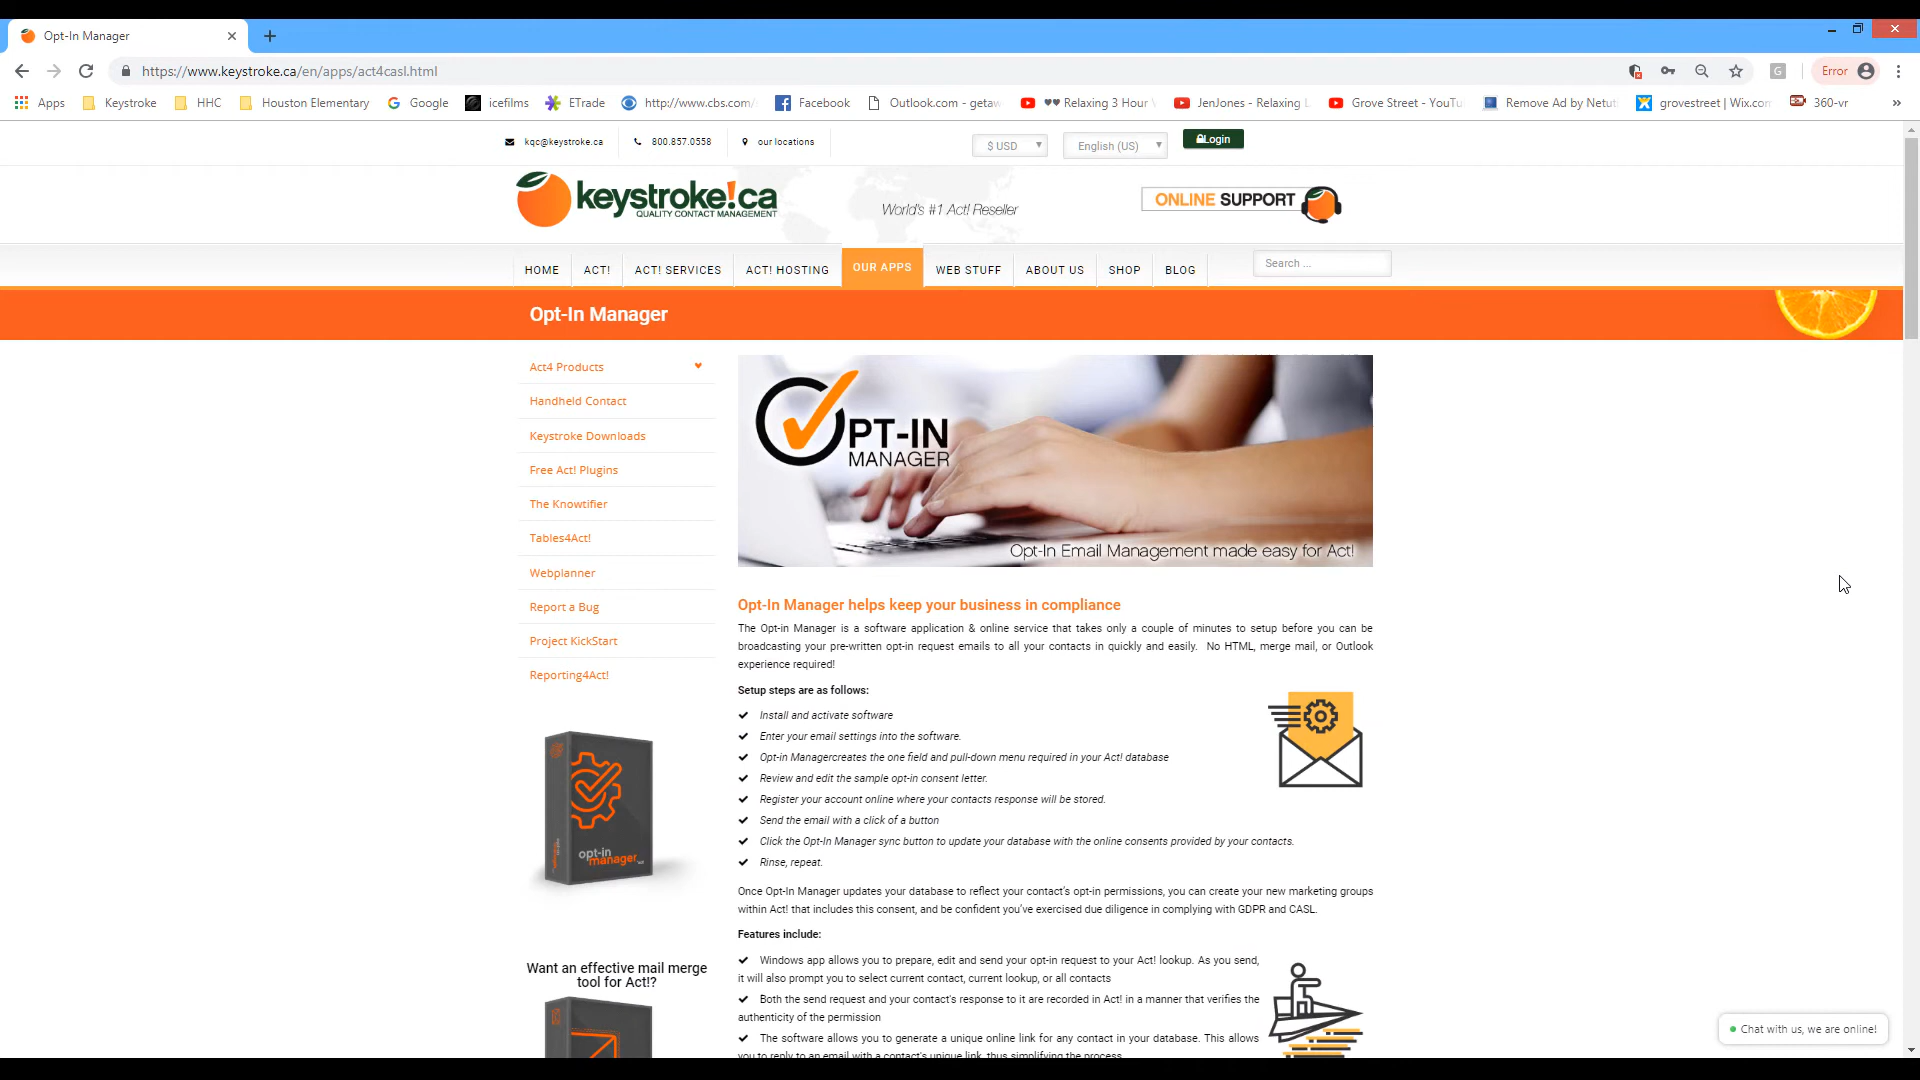 Opt-In Manager
https://www.keystroke.ca/en/apps/act4casl.html
Error
Apps Keystroke HHC Houston Elementary Google icefilms ETrade http://www.cbs.com/ Facebook Outlook.com - getaw ♥♥ Relaxing 3 Hour JenJones - Relaxing Grove Street - YouTu Remove Ad by Netut grovestreet | Wix.com 360-vr »
kqc@keystroke.ca 800.857.0558 our locations $ USD English (US) Login
keystroke!ca
QUALITY CONTACT MANAGEMENT
World's #1 Act! Reseller
ONLINE SUPPORT
HOME ACT! ACT! SERVICES ACT! HOSTING OUR APPS WEB STUFF ABOUT US SHOP BLOG Search ...
Opt-In Manager
Act4 Products
Handheld Contact
Keystroke Downloads
Free Act! Plugins
The Knowtifier
Tables4Act!
Webplanner
Report a Bug
Project KickStart
Reporting4Act!
opt-in
manager
Want an effective mail merge
tool for Act!?
PT-IN
MANAGER
Opt-In Email Management made easy for Act!
Opt-In Manager helps keep your business in compliance
The Opt-in Manager is a software application & online service that takes only a couple of minutes to setup before you can be
broadcasting your pre-written opt-in request emails to all your contacts in quickly and easily. No HTML, merge mail, or Outlook
experience required!
Setup steps are as follows:
Install and activate software
Enter your email settings into the software.
Opt-in Managercreates the one field and pull-down menu required in your Act! database
Review and edit the sample opt-in consent letter.
Register your account online where your contacts response will be stored.
Send the email with a click of a button
Click the Opt-In Manager sync button to update your database with the online consents provided by your contacts.
Rinse, repeat.
Once Opt-In Manager updates your database to reflect your contact's opt-in permissions, you can create your new marketing groups
within Act! that includes this consent, and be confident you've exercised due diligence in complying with GDPR and CASL.
Features include:
Windows app allows you to prepare, edit and send your opt-in request to your Act! lookup. As you send,
it will also prompt you to select current contact, current lookup, or all contacts
Both the send request and your contact's response to it are recorded in Act! in a manner that verifies the
authenticity of the permission
The software allows you to generate a unique online link for any contact in your database. This allows
you to reply to an email with a contact's unique link, thus simplifying the process
Chat with us, we are online!